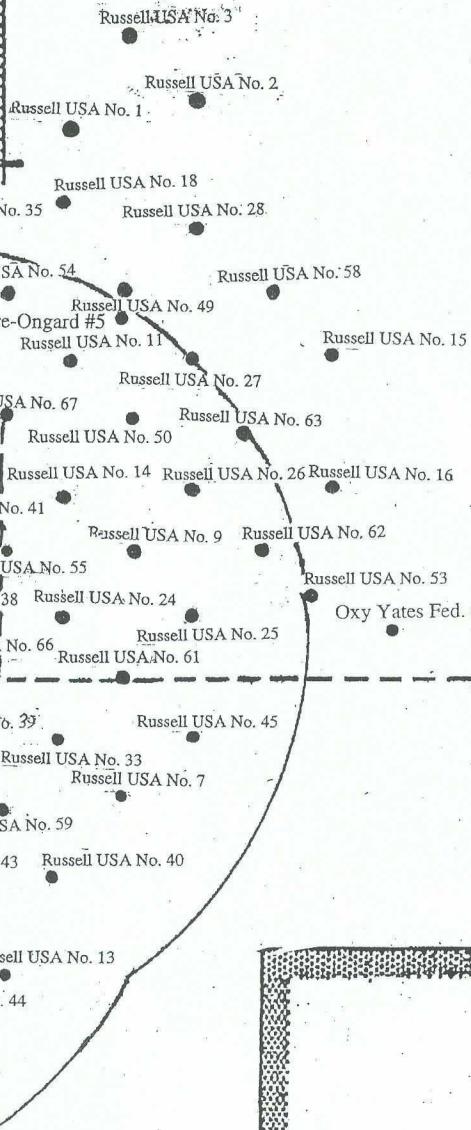 Russell USA No. 3
Russell USA No. 2
Russell USA No. 1
Russell USA No. 18
No. 35
Russell USA No. 28
SA No. 54
Russell USA No. 58
Russell USA No. 49
re-Ongard #5
Russell USA No. 11
Russell USA No. 15
Russell USA No. 27
USA No. 67
Russell USA No. 63
Russell USA No. 50
Russell USA No. 14
Russell USA No. 26
Russell USA No. 16
No. 41
Russell USA No. 9
Russell USA No. 62
USA No. 55
Russell USA No. 53
38
Russell USA No. 24
Oxy Yates Fed.
Russell USA No. 25
No. 66
Russell USA No. 61
o. 39
Russell USA No. 45
Russell USA No. 33
Russell USA No. 7
SA No. 59
43
Russell USA No. 40
sell USA No. 13
44